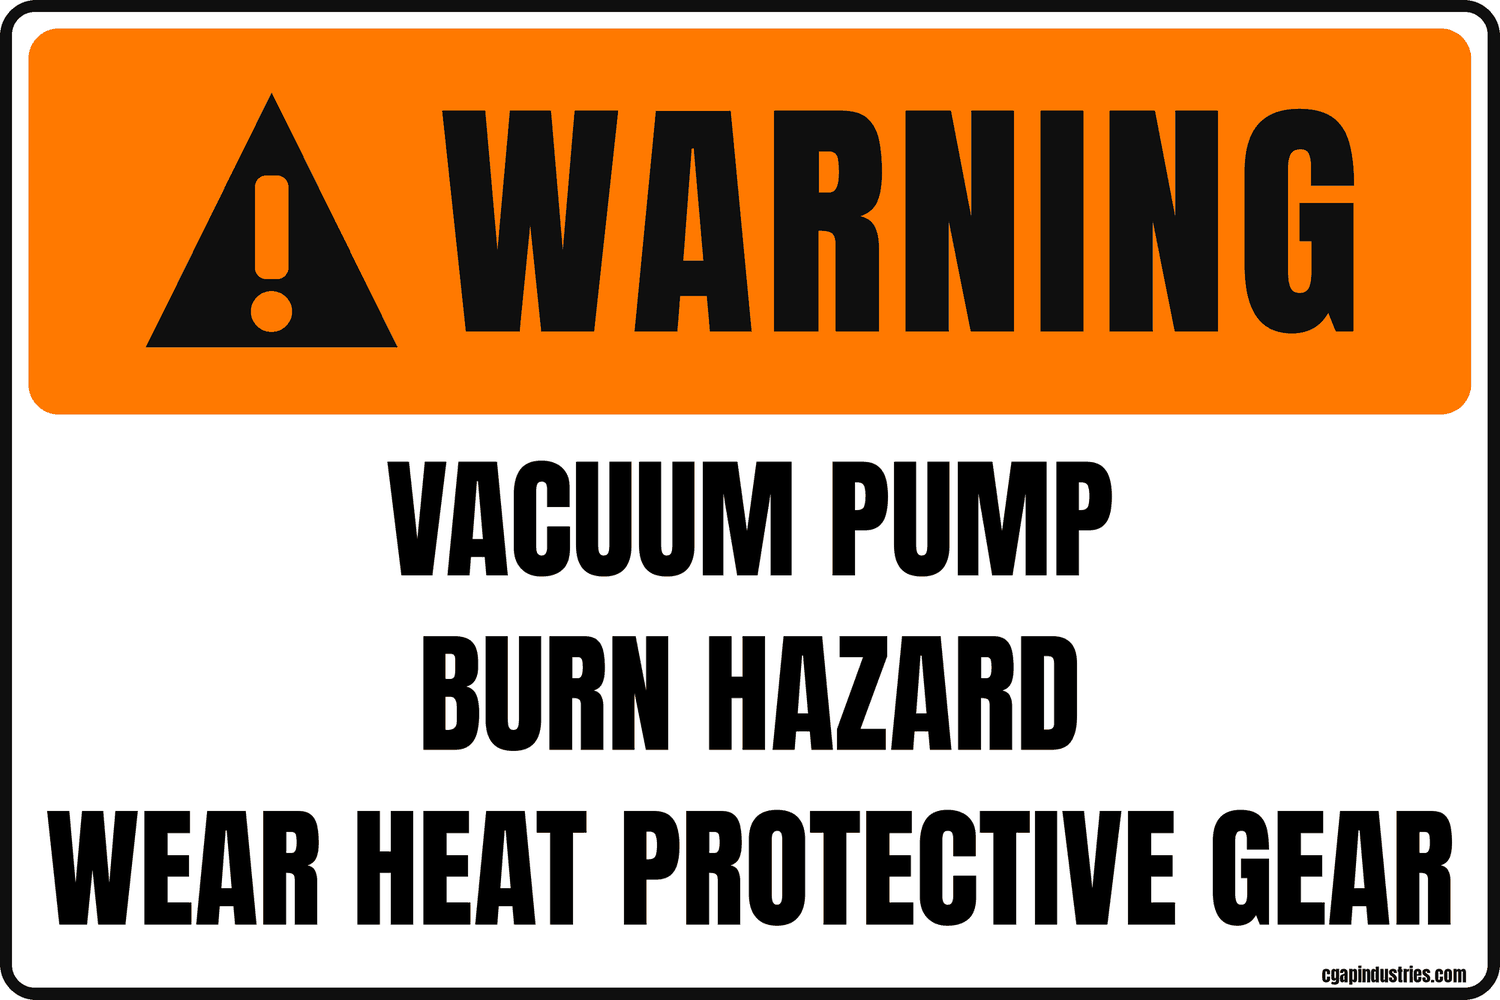 WARNING
VACUUM PUMP
BURN HAZARD
WEAR HEAT PROTECTIVE GEAR
cgapindustries.com